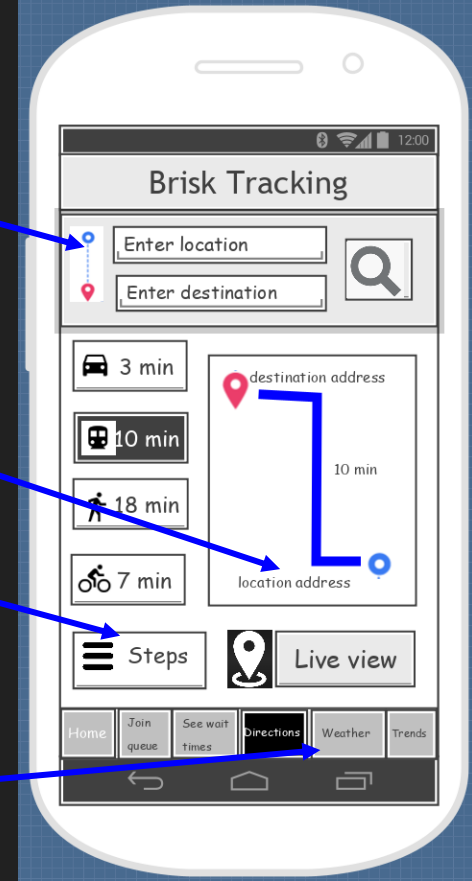 12:00
Brisk Tracking
Enter location
Enter destination
3 min
10 min
18 min
7 min
destination address
10 min
location address
Steps
Live view
Home
Join
queue
See wait
times
Directions
Weather
Trends